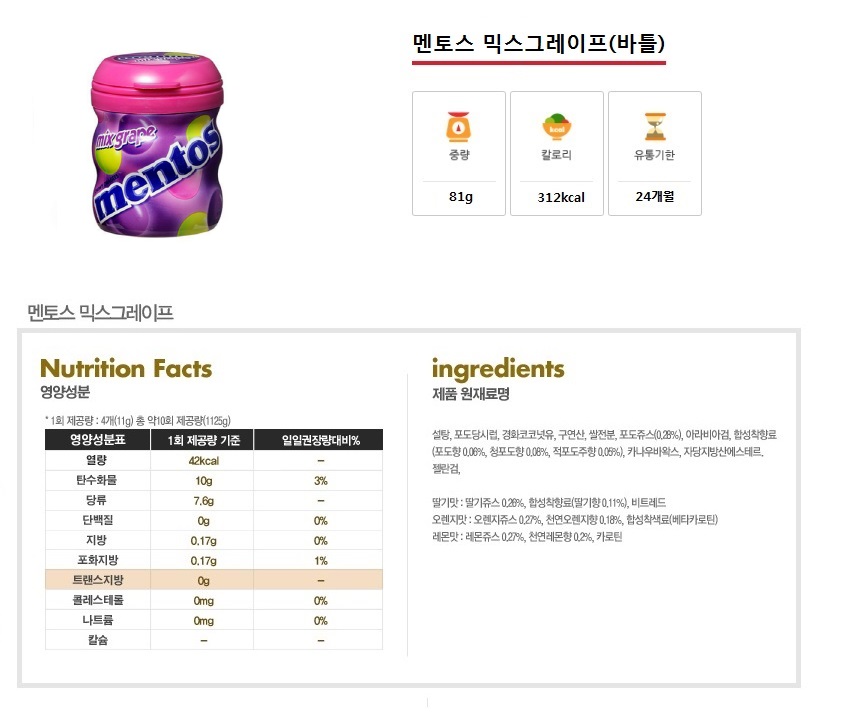 멘토스 믹스그레이프(바틀)
mix·grape
mentos
kcal
중량
칼로리
유통기한
81g
312kcal
24개월
멘토스 믹스그레이프
Nutrition Facts
영양성분
* 1회 제공량 : 4개(11g) 총 약10회 제공량(1125g)
영양성분표 1회 제공량 기준 일일권장량대비%
열량 42kcal –
탄수화물 10g 3%
당류 7.6g –
단백질 0g 0%
지방 0.17g 0%
포화지방 0.17g 1%
트랜스지방 0g –
콜레스테롤 0mg 0%
나트륨 0mg 0%
칼슘 – –
ingredients
제품 원재료명
설탕, 포도당시럽, 경화코코넛유, 구연산, 쌀전분, 포도쥬스(0,28%), 아라비아검, 합성착향료
(포도향 0,06%, 청포도향 0,08%, 적포도주향 0,05%), 카나우바왁스, 자당지방산에스테르,
젤란검,
딸기맛 : 딸기쥬스 0,26%, 합성착향료(딸기향 0,11%), 비트레드
오렌지맛 : 오렌지쥬스 0,27%, 천연오렌지향 0,18%, 합성착색료(베타카로틴)
레몬맛 : 레몬쥬스 0,27%, 천연레몬향 0,2%, 카로틴